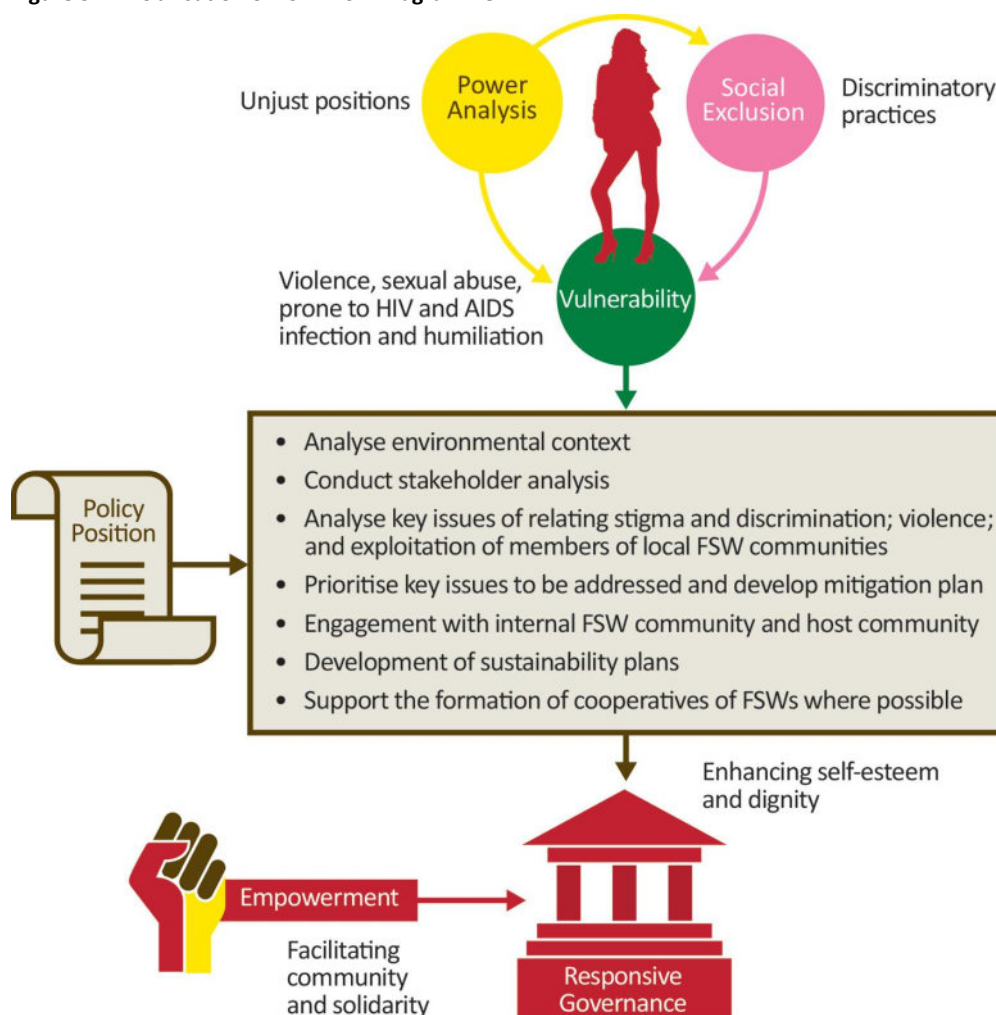 Power
Analysis
Social
Exclusion
Unjust positions
Discriminatory
practices
Violence, sexual abuse,
prone to HIV and AIDS
infection and humiliation
Vulnerability
Policy
Position
• Analyse environmental context
• Conduct stakeholder analysis
• Analyse key issues of relating stigma and discrimination; violence;
and exploitation of members of local FSW communities
• Prioritise key issues to be addressed and develop mitigation plan
• Engagement with internal FSW community and host community
• Development of sustainability plans
• Support the formation of cooperatives of FSWs where possible
Enhancing self-esteem
and dignity
Empowerment
Facilitating
community
and solidarity
Responsive
Governance